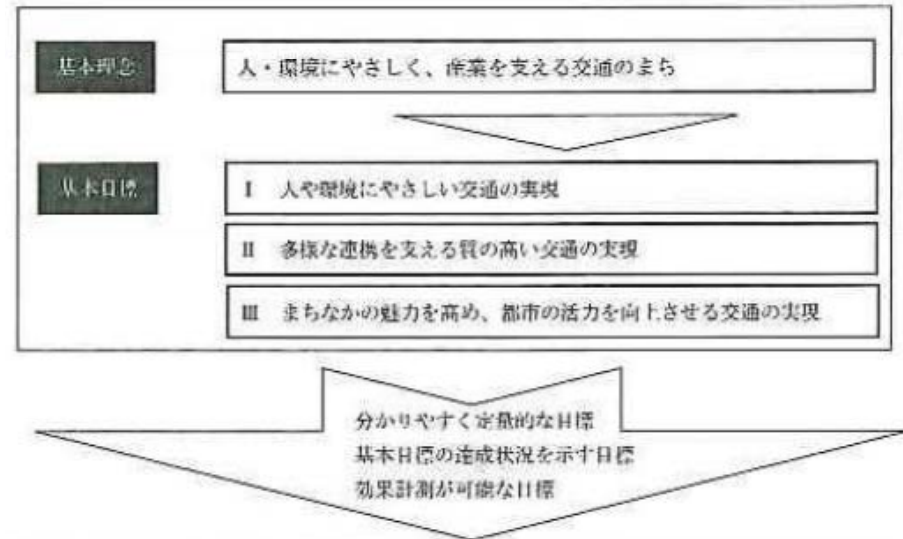 基本理念
人・環境にやさしく、産業を支える交通のまち
基本目標
Ⅰ 人や環境にやさしい交通の実現
Ⅱ 多様な連携を支える質の高い交通の実現
Ⅲ まちなかの魅力を高め、都市の活力を向上させる交通の実現
分かりやすく定量的な目標
基本目標の達成状況を示す目標
効果計測が可能な目標